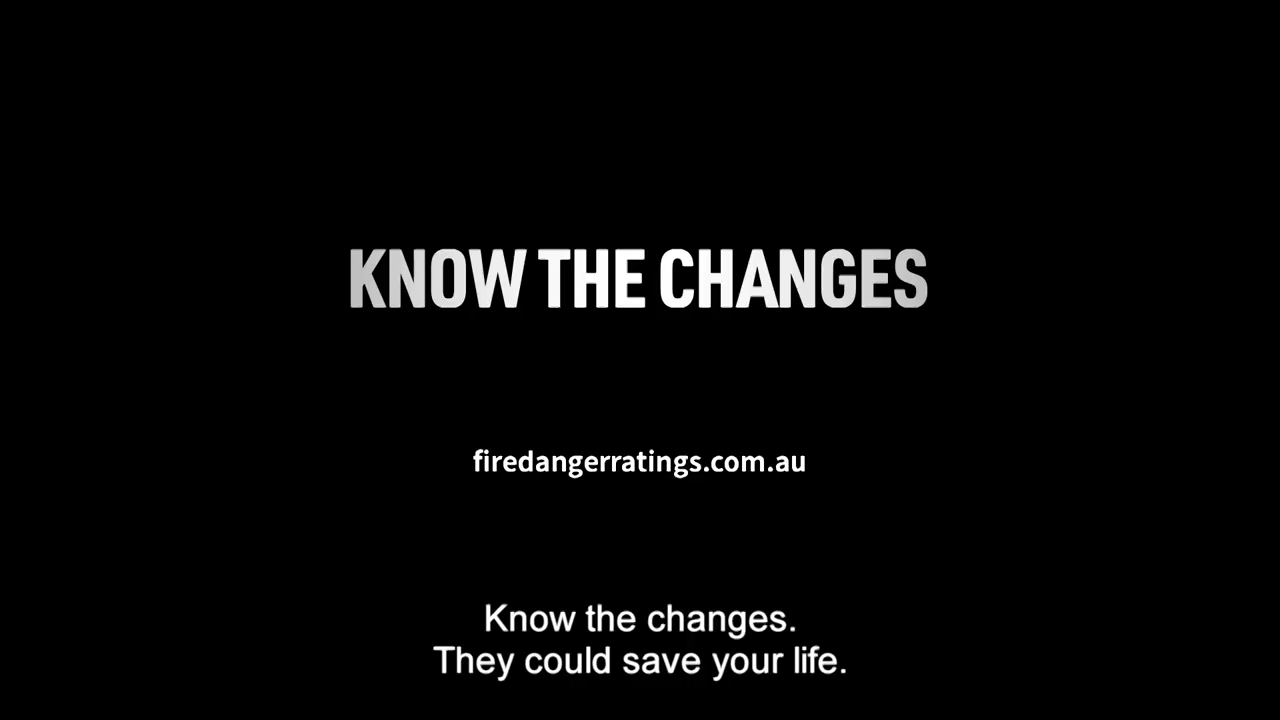 KNOW THE CHANGES
firedangerratings.com.au
Know the changes.
They could save your life.